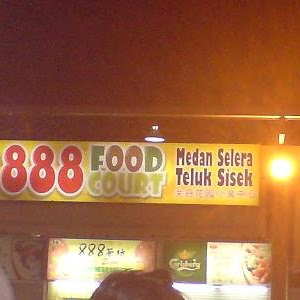 888 FOOD COURT
Medan Selera
Teluk Sisek
888
Carlsberg